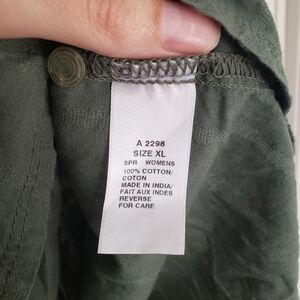 A 2298
SIZE XL
SPR WOMENS
100% COTTON/
COTON
MADE IN INDIA/
FAIT AUX INDES
REVERSE
FOR CARE